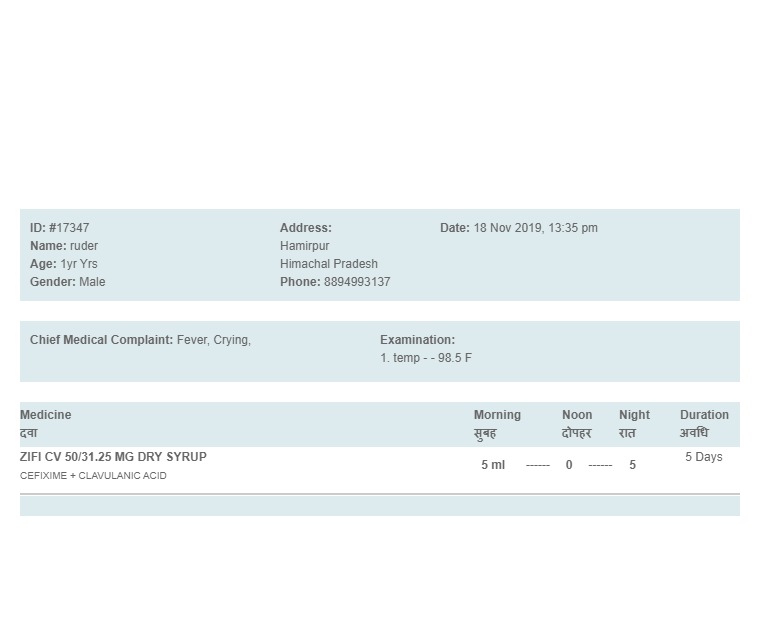 ID: #17347
Name: ruder
Age: 1yr Yrs
Gender: Male
Address:
Hamirpur
Himachal Pradesh
Phone: 8894993137
Date: 18 Nov 2019, 13:35 pm
Chief Medical Complaint: Fever, Crying,
Examination:
1. temp - - 98.5 F
Medicine Morning Noon Night Duration
दवा सुबह दोपहर रात अवधि
ZIFI CV 50/31.25 MG DRY SYRUP 5 ml ------ 0 ------ 5 5 Days
CEFIXIME + CLAVULANIC ACID